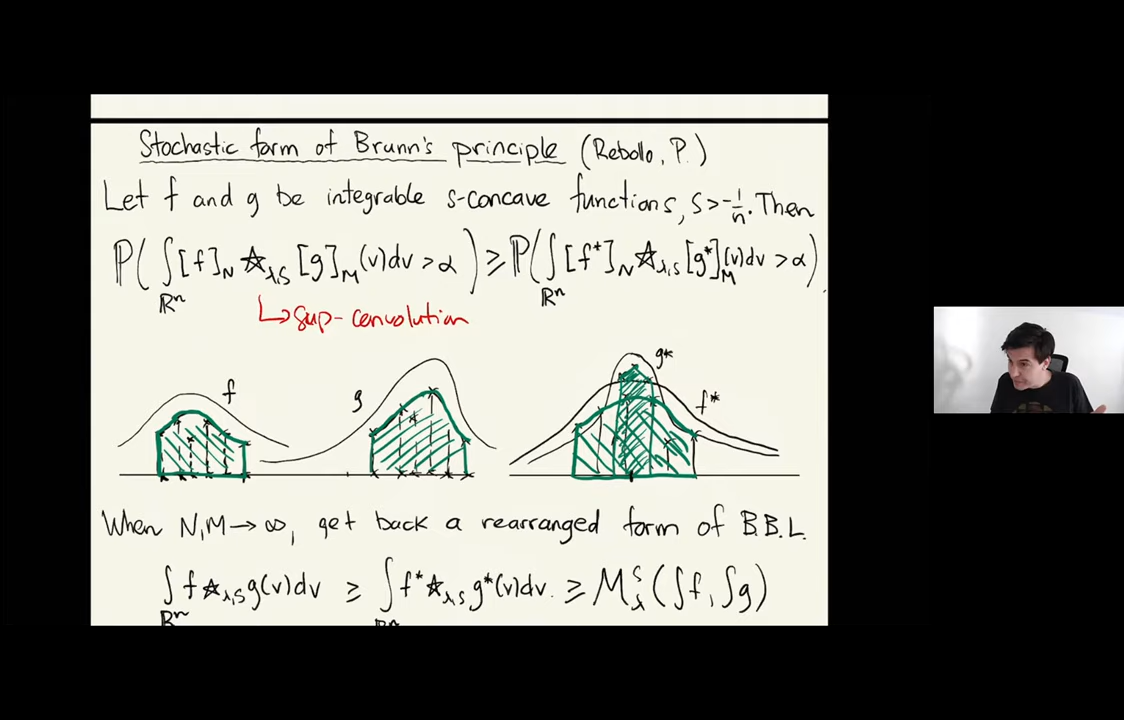 Stochastic form of Brunn's principle (Rebollo, P.)
Let f and g be integrable s-concave functions, s > -1/n. Then
ℙ( ∫_{ℝⁿ} [f]_N ☆_{λ,s} [g]_M (v)dv > α ) ≥ ℙ( ∫_{ℝⁿ} [f*]_N ☆_{λ,s} [g*]_M (v)dv > α ).
↳ sup-convolution
f g g* f*
When N,M → ∞, get back a rearranged form of B.B.L.
∫_{ℝⁿ} f ☆_{λ,s} g(v)dv ≥ ∫_{ℝⁿ} f* ☆_{λ,s} g*(v)dv. ≥ M_λ^s (∫f, ∫g)